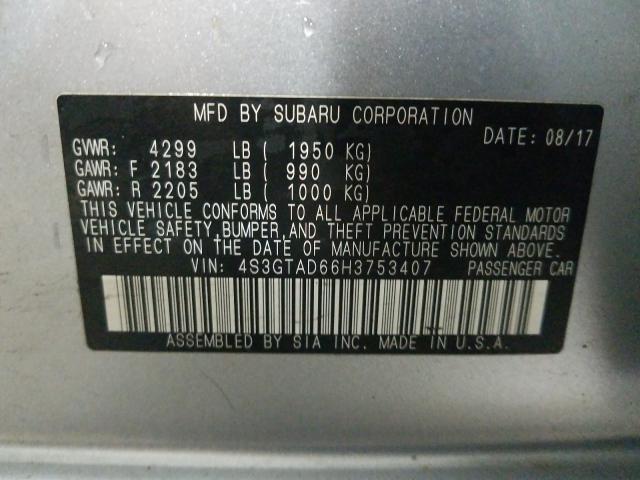 MFD BY SUBARU CORPORATION
DATE: 08/17
GVWR: 4299 LB ( 1950 KG)
GAWR: F 2183 LB ( 990 KG)
GAWR: R 2205 LB ( 1000 KG)
THIS VEHICLE CONFORMS TO ALL APPLICABLE FEDERAL MOTOR
VEHICLE SAFETY,BUMPER,AND THEFT PREVENTION STANDARDS
IN EFFECT ON THE DATE OF MANUFACTURE SHOWN ABOVE.
VIN: 4S3GTAD66H3753407 PASSENGER CAR
ASSEMBLED BY SIA INC. MADE IN U.S.A.